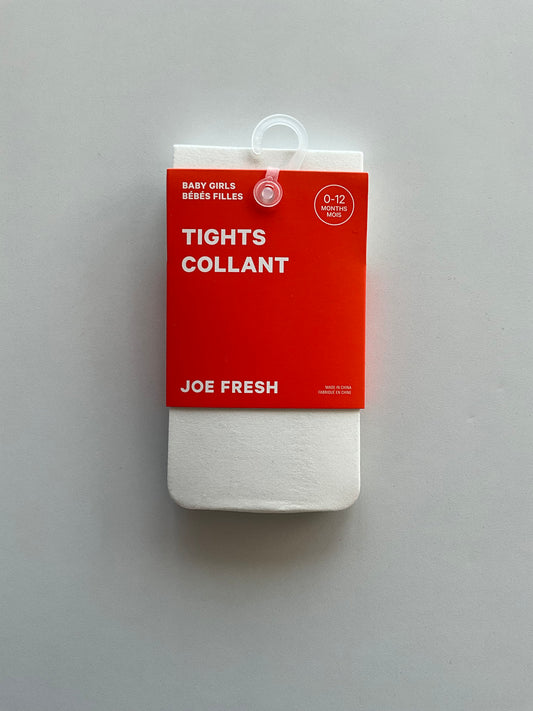 BABY GIRLS
BÉBÉS FILLES
0-12
MONTHS
MOIS
TIGHTS
COLLANT
JOE FRESH
MADE IN CHINA
FABRIQUÉ EN CHINE